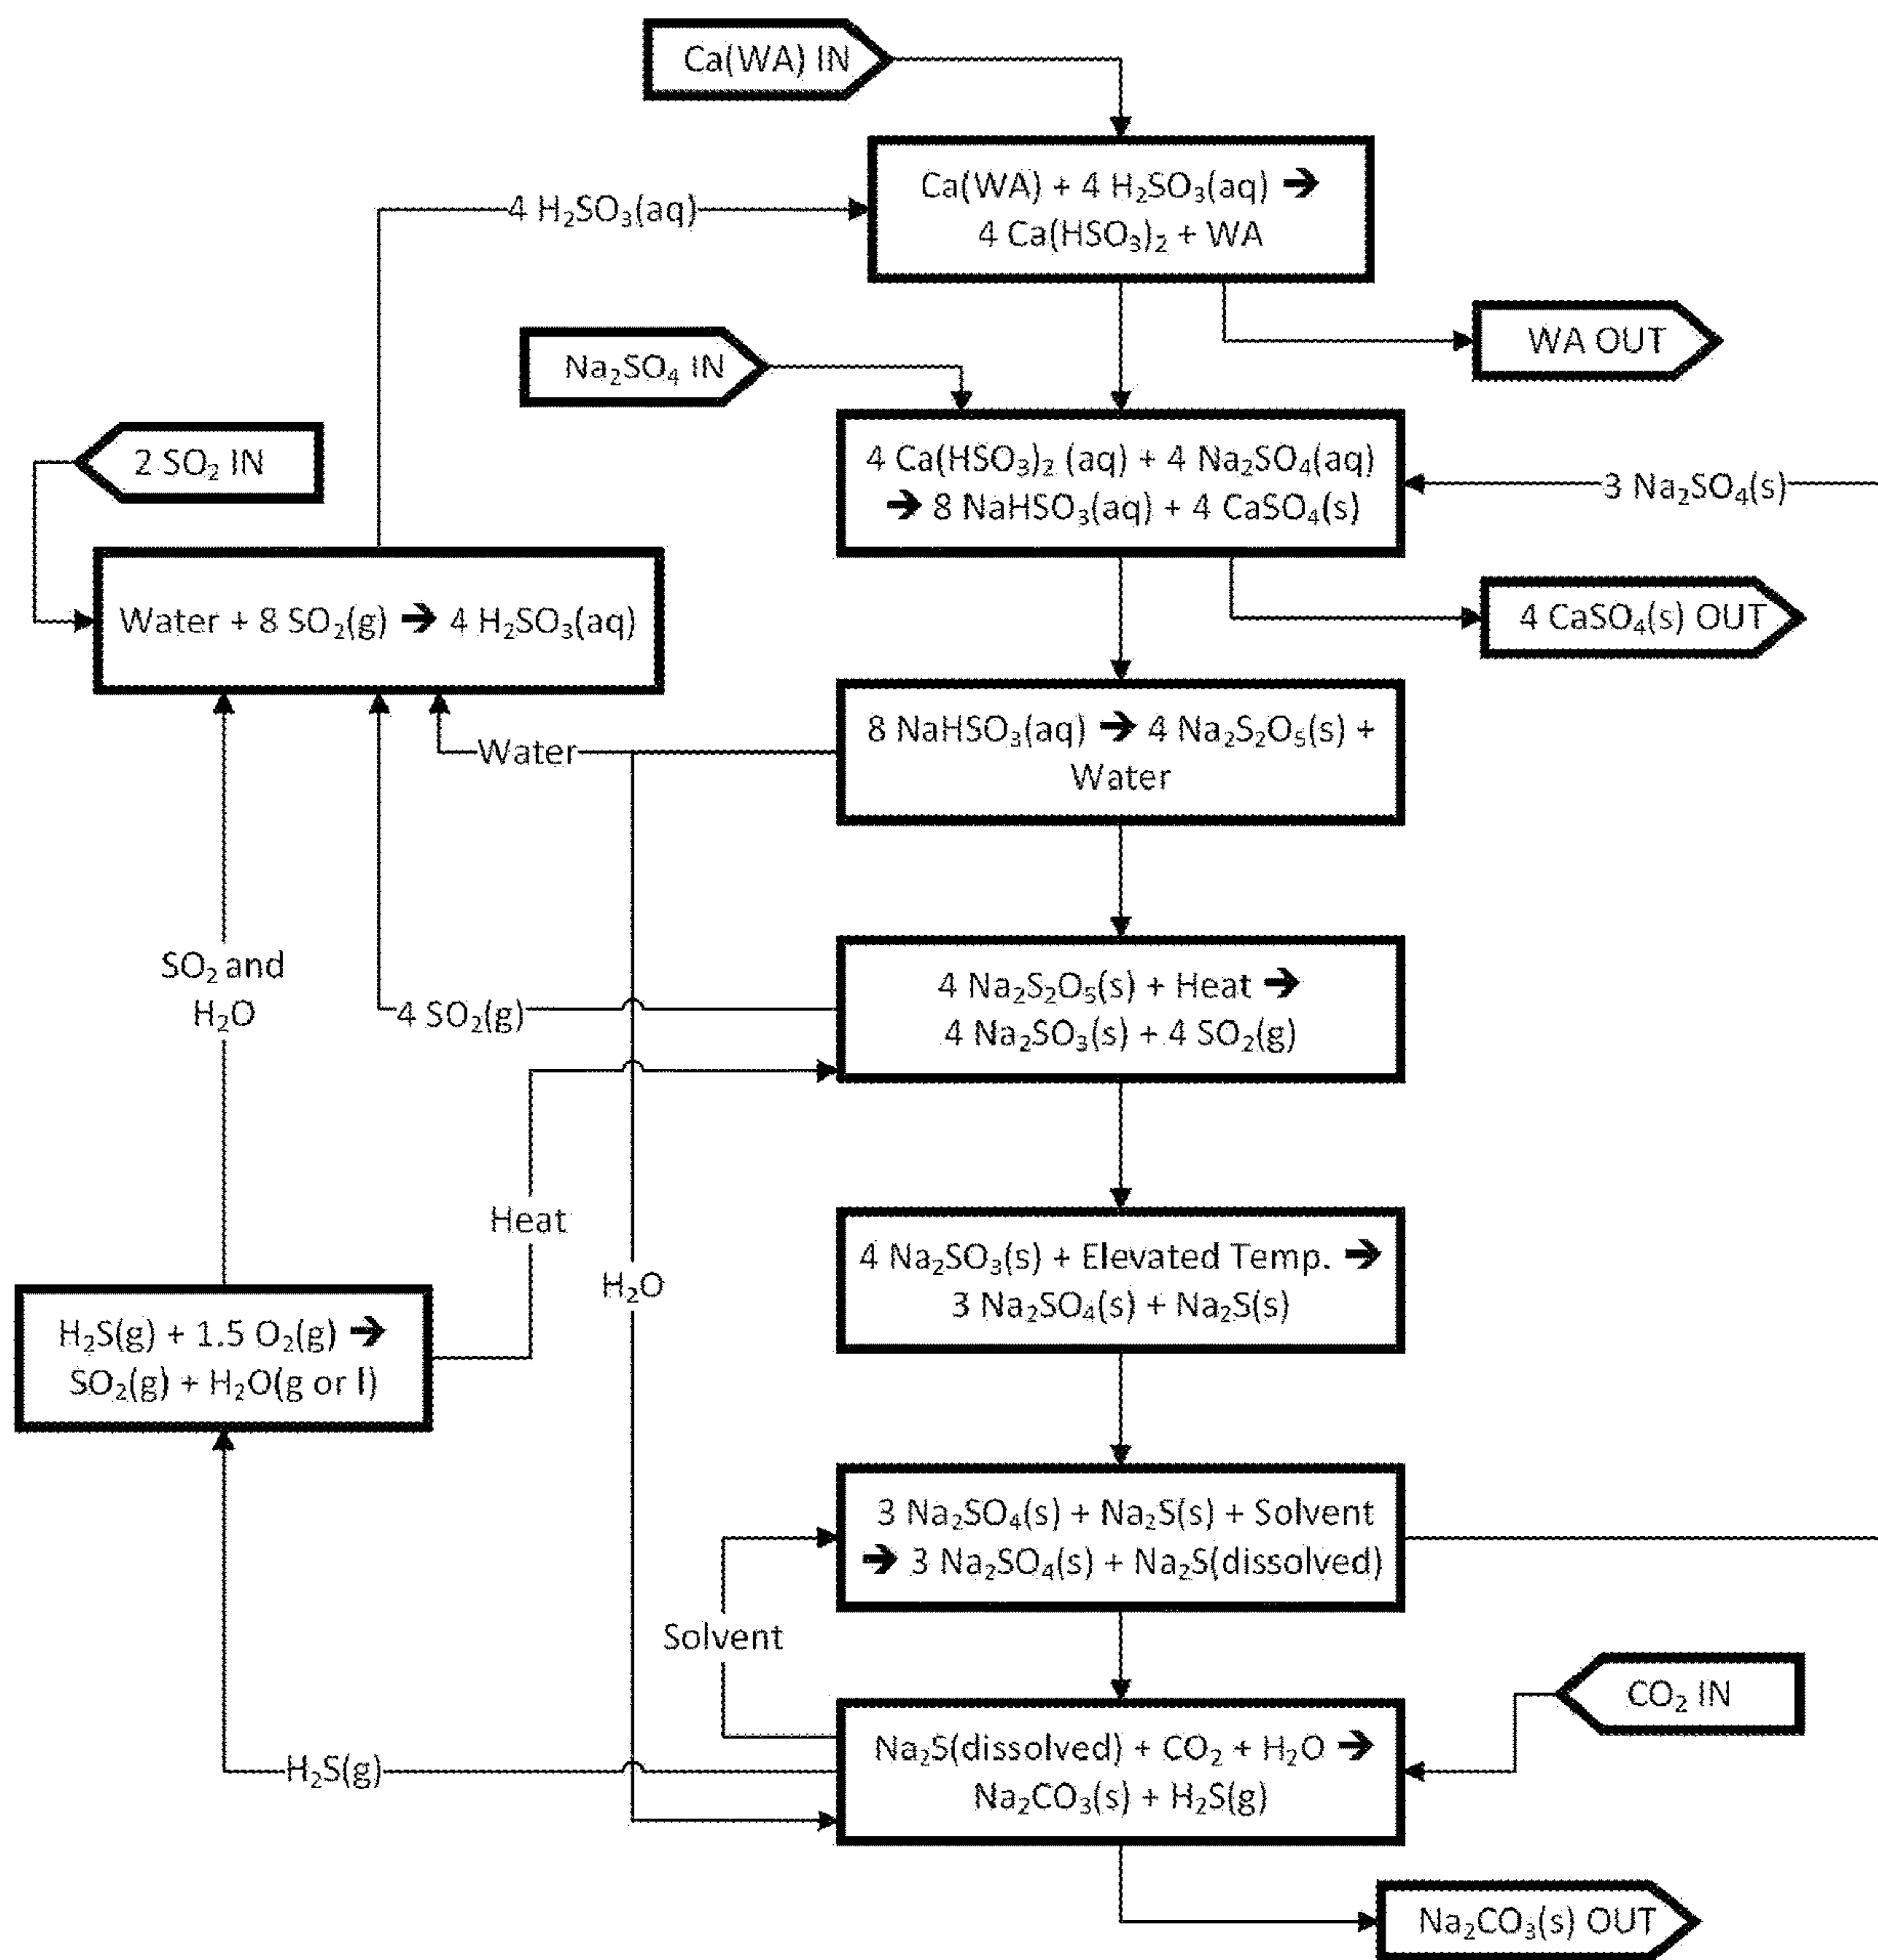 Ca(WA) IN
Ca(WA) + 4 H₂SO₃(aq) ➔
4 Ca(HSO₃)₂ + WA
4 H₂SO₃(aq)
WA OUT
Na₂SO₄ IN
2 SO₂ IN
4 Ca(HSO₃)₂ (aq) + 4 Na₂SO₄(aq)
➔ 8 NaHSO₃(aq) + 4 CaSO₄(s)
3 Na₂SO₄(s)
Water + 8 SO₂(g) ➔ 4 H₂SO₃(aq)
4 CaSO₄(s) OUT
8 NaHSO₃(aq) ➔ 4 Na₂S₂O₅(s) +
Water
Water
SO₂ and
H₂O
4 SO₂(g)
4 Na₂S₂O₅(s) + Heat ➔
4 Na₂SO₃(s) + 4 SO₂(g)
Heat
H₂O
4 Na₂SO₃(s) + Elevated Temp. ➔
3 Na₂SO₄(s) + Na₂S(s)
H₂S(g) + 1.5 O₂(g) ➔
SO₂(g) + H₂O(g or l)
3 Na₂SO₄(s) + Na₂S(s) + Solvent
➔ 3 Na₂SO₄(s) + Na₂S(dissolved)
Solvent
CO₂ IN
Na₂S(dissolved) + CO₂ + H₂O ➔
Na₂CO₃(s) + H₂S(g)
H₂S(g)
Na₂CO₃(s) OUT